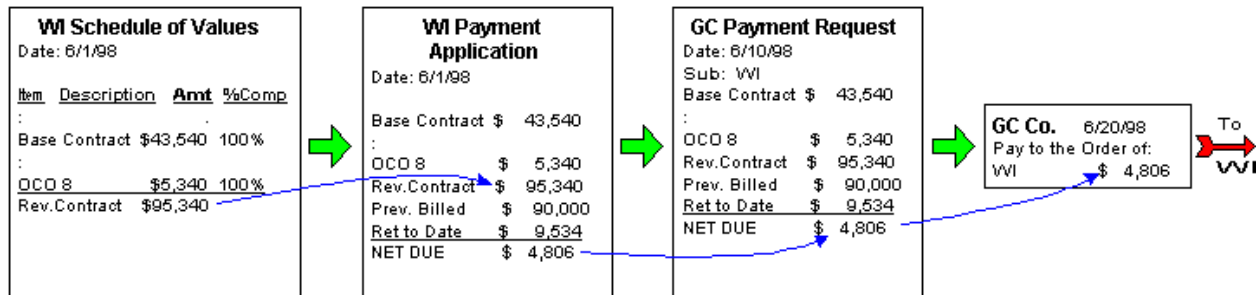 WI Schedule of Values
Date: 6/1/98
Item Description Amt %Comp
:
Base Contract $43,540 100%
:
OCO 8 $5,340 100%
Rev.Contract $95,340
WI Payment
Application
Date: 6/1/98
Base Contract $ 43,540
:
OCO 8 $ 5,340
Rev.Contract $ 95,340
Prev. Billed $ 90,000
Ret to Date $ 9,534
NET DUE $ 4,806
GC Payment Request
Date: 6/10/98
Sub: WI
Base Contract $ 43,540
:
OCO 8 $ 5,340
Rev.Contract $ 95,340
Prev. Billed $ 90,000
Ret to Date $ 9,534
NET DUE $ 4,806
GC Co. 6/20/98
Pay to the Order of:
WI $ 4,806
To
WI